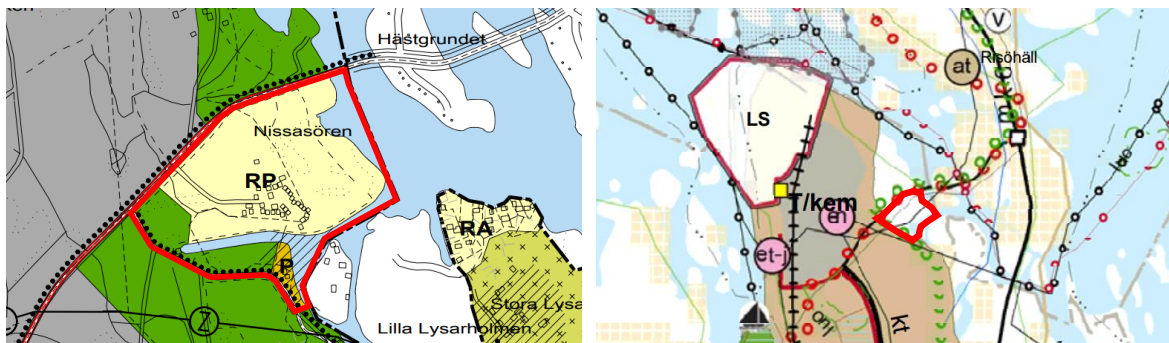 Hästgrundet
Nissasören
RP
RA
P
Stora Lysa
Lilla Lysarholmen
Z
V
Risöhäll
at
LS
T/kem
en
et-j
kt